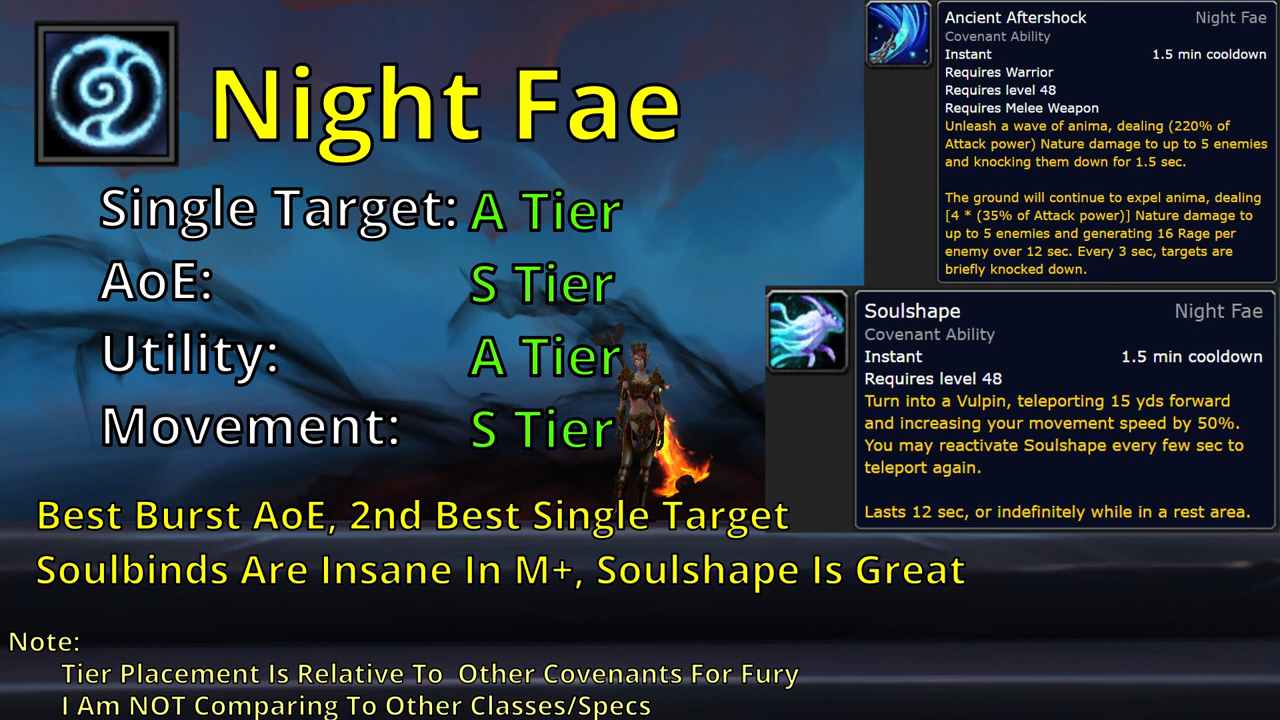 Night Fae
Single Target: A Tier
AoE: S Tier
Utility: A Tier
Movement: S Tier
Best Burst AoE, 2nd Best Single Target
Soulbinds Are Insane In M+, Soulshape Is Great
Note:
Tier Placement Is Relative To Other Covenants For Fury
I Am NOT Comparing To Other Classes/Specs
Ancient Aftershock Night Fae
Covenant Ability
Instant 1.5 min cooldown
Requires Warrior
Requires level 48
Requires Melee Weapon
Unleash a wave of anima, dealing (220% of
Attack power) Nature damage to up to 5 enemies
and knocking them down for 1.5 sec.
The ground will continue to expel anima, dealing
[4 * (35% of Attack power)] Nature damage to
up to 5 enemies and generating 16 Rage per
enemy over 12 sec. Every 3 sec, targets are
briefly knocked down.
Soulshape Night Fae
Covenant Ability
Instant 1.5 min cooldown
Requires level 48
Turn into a Vulpin, teleporting 15 yds forward
and increasing your movement speed by 50%.
You may reactivate Soulshape every few sec to
teleport again.
Lasts 12 sec, or indefinitely while in a rest area.